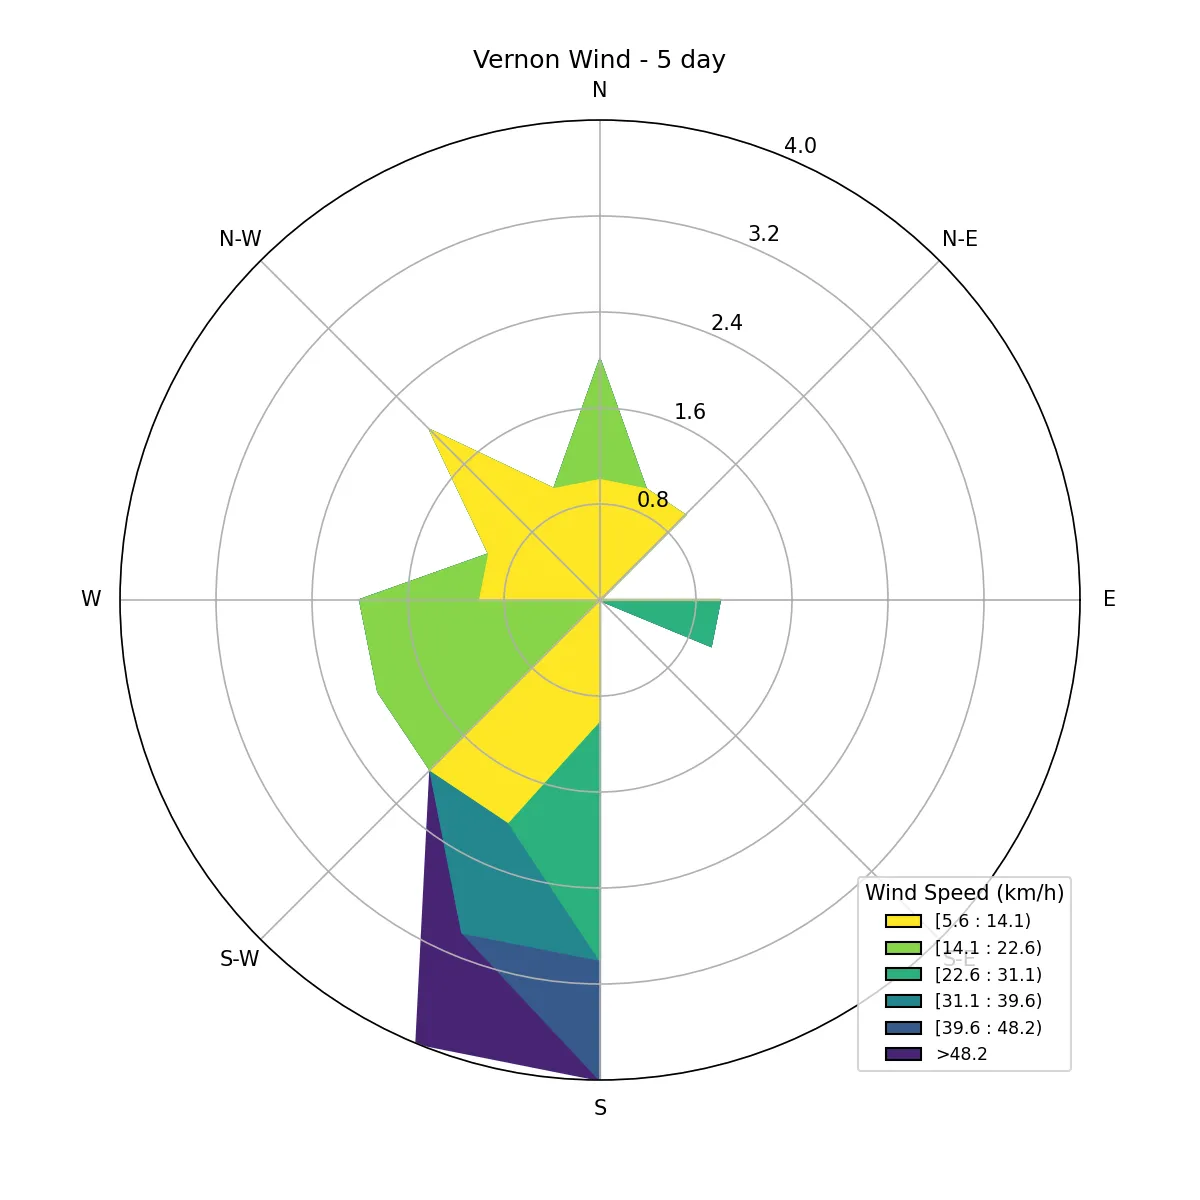 Vernon Wind - 5 day
N
4.0
N-W
3.2
N-E
2.4
1.6
0.8
W
E
S-W
S-E
S
Wind Speed (km/h)
[5.6 : 14.1)
[14.1 : 22.6)
[22.6 : 31.1)
[31.1 : 39.6)
[39.6 : 48.2)
>48.2